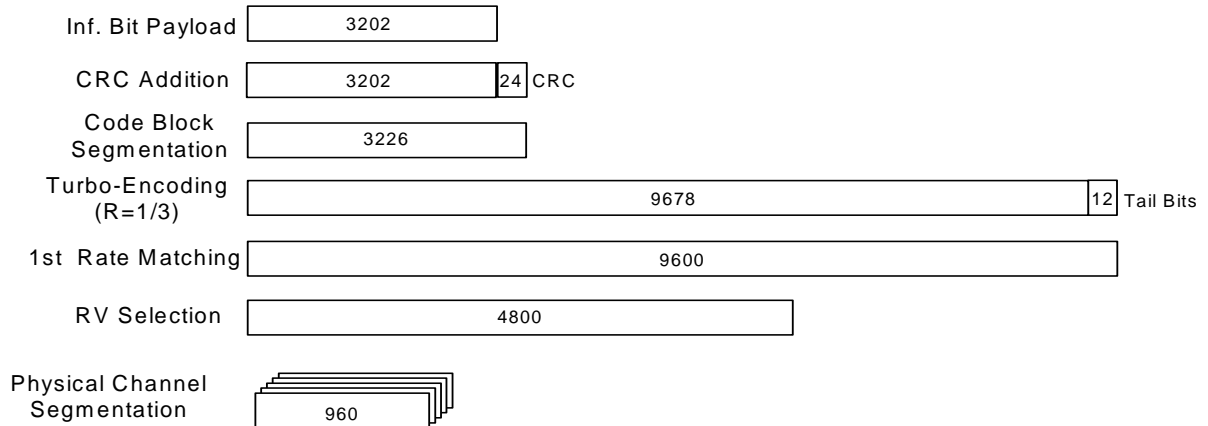 Inf. Bit Payload 3202
CRC Addition 3202 24 CRC
Code Block
Segmentation 3226
Turbo-Encoding
(R=1/3) 9678 12 Tail Bits
1st Rate Matching 9600
RV Selection 4800
Physical Channel
Segmentation 960